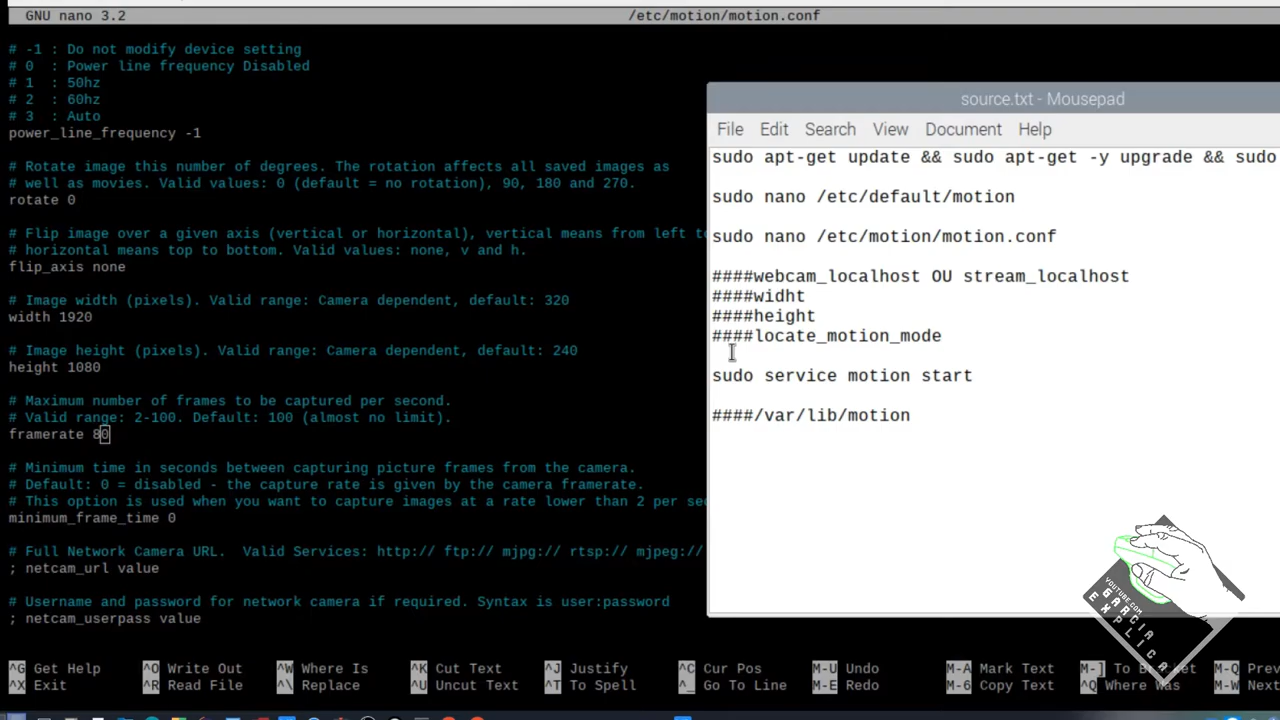 GNU nano 3.2
/etc/motion/motion.conf
# -1 : Do not modify device setting
# 0  : Power line frequency Disabled
# 1  : 50hz
# 2  : 60hz
# 3  : Auto
power_line_frequency -1
# Rotate image this number of degrees. The rotation affects all saved images as
# well as movies. Valid values: 0 (default = no rotation), 90, 180 and 270.
rotate 0
# Flip image over a given axis (vertical or horizontal), vertical means from left to
# horizontal means top to bottom. Valid values: none, v and h.
flip_axis none
# Image width (pixels). Valid range: Camera dependent, default: 320
width 1920
# Image height (pixels). Valid range: Camera dependent, default: 240
height 1080
# Maximum number of frames to be captured per second.
# Valid range: 2-100. Default: 100 (almost no limit).
framerate 80
# Minimum time in seconds between capturing picture frames from the camera.
# Default: 0 = disabled - the capture rate is given by the camera framerate.
# This option is used when you want to capture images at a rate lower than 2 per sec
minimum_frame_time 0
# Full Network Camera URL.  Valid Services: http:// ftp:// mjpg:// rtsp:// mjpeg://
; netcam_url value
# Username and password for network camera if required. Syntax is user:password
; netcam_userpass value
source.txt - Mousepad
File Edit Search View Document Help
sudo apt-get update && sudo apt-get -y upgrade && sudo
sudo nano /etc/default/motion
sudo nano /etc/motion/motion.conf
####webcam_localhost OU stream_localhost
####widht
####height
####locate_motion_mode
sudo service motion start
####/var/lib/motion
YOUTUBE.COM
GARCIA
EXPLICA
^G Get Help ^O Write Out ^W Where Is ^K Cut Text ^J Justify ^C Cur Pos M-U Undo M-A Mark Text M-] To Bracket M-Q Prev
^X Exit ^R Read File ^\ Replace ^U Uncut Text ^T To Spell ^_ Go To Line M-E Redo M-6 Copy Text ^Q Where Was M-W Next